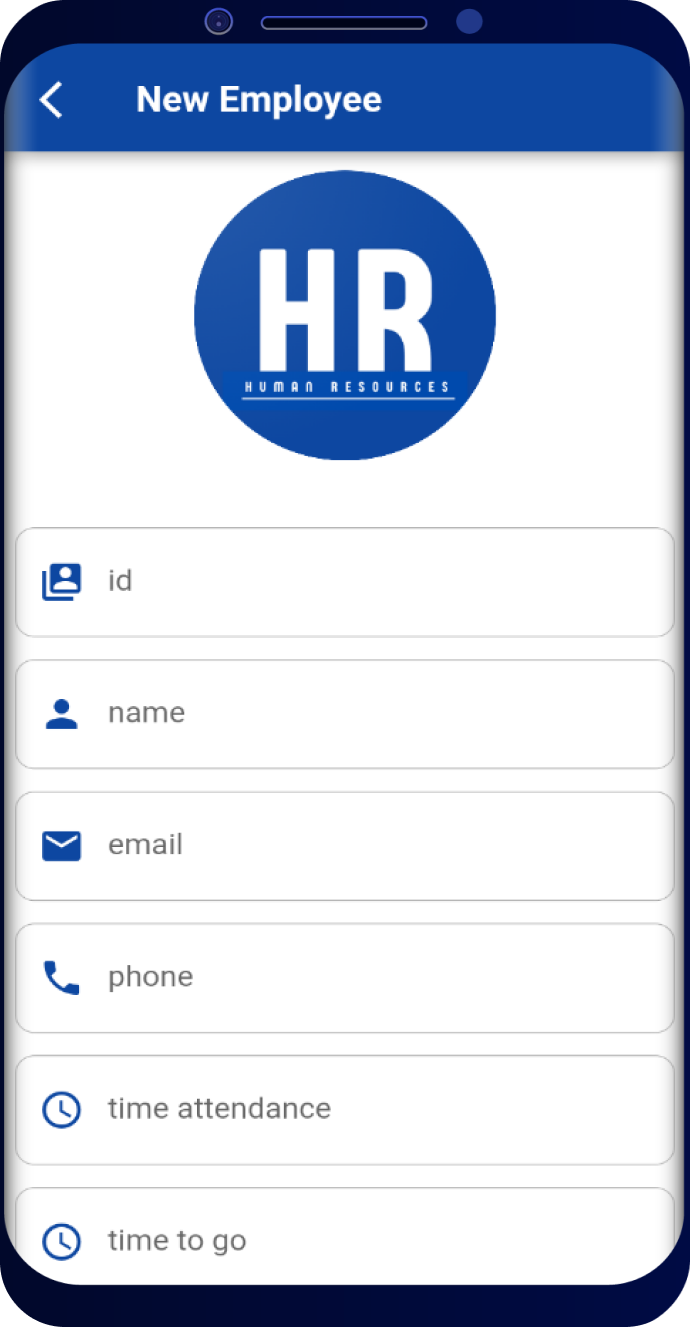 New Employee
HR
HUMAN RESOURCES
id
name
email
phone
time attendance
time to go